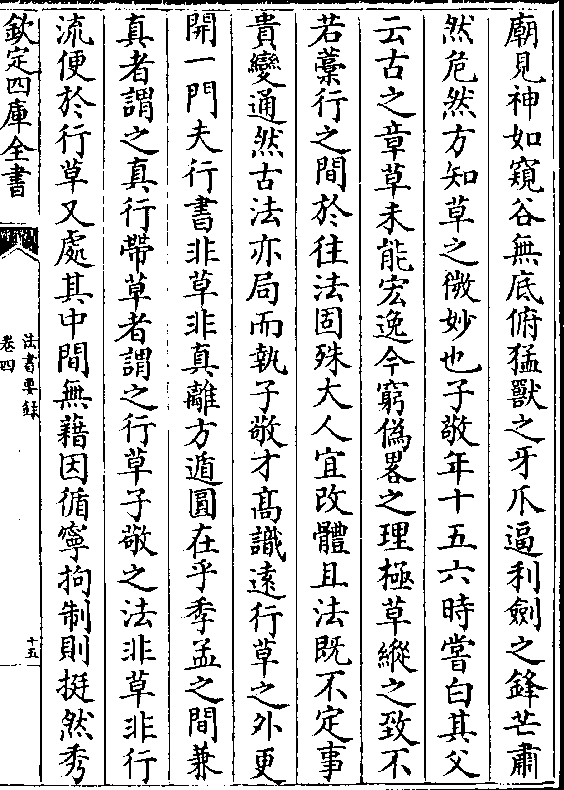 廟見神如窺谷無底俯猛獸之牙爪逼利劍之鋒芒肅
然危然方知草之微妙也子敬年十五六時嘗白其父
云古之章草未能宏逸今窮僞畧之理極草縱之致不
若藁行之間於往法固殊大人宜改體且法既不定事
貴變通然古法亦局而執子敬才髙識遠行草之外更
開一門夫行書非草非真離方遁圓在乎季孟之間兼
真者謂之真行帶草者謂之行草子敬之法非草非行
流便於行草又處其中間無藉因循寧拘制則挺然秀
欽定四庫全書
法書要錄
卷四
十五